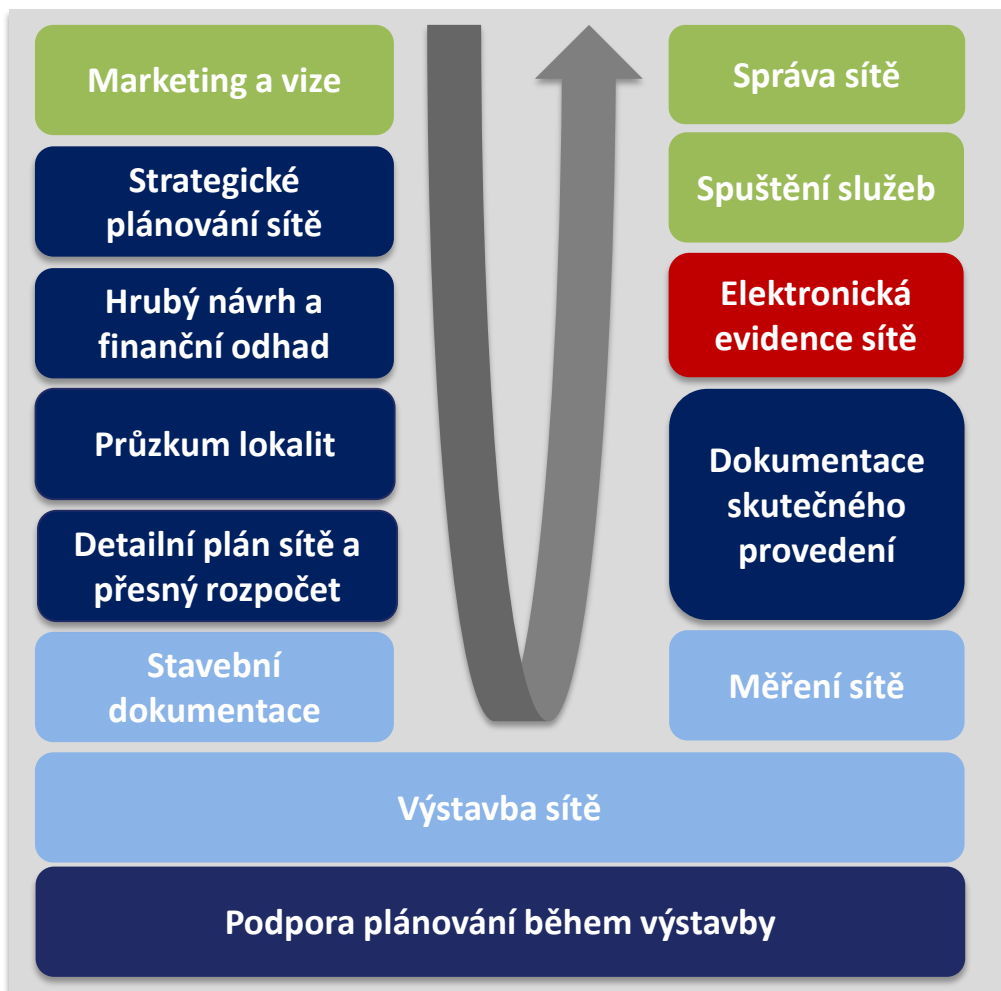 Marketing a vize
Strategické
plánování sítě
Hrubý návrh a
finanční odhad
Průzkum lokalit
Detailní plán sítě a
přesný rozpočet
Stavební
dokumentace
Správa sítě
Spuštění služeb
Elektronická
evidence sítě
Dokumentace
skutečného
provedení
Měření sítě
Výstavba sítě
Podpora plánování během výstavby